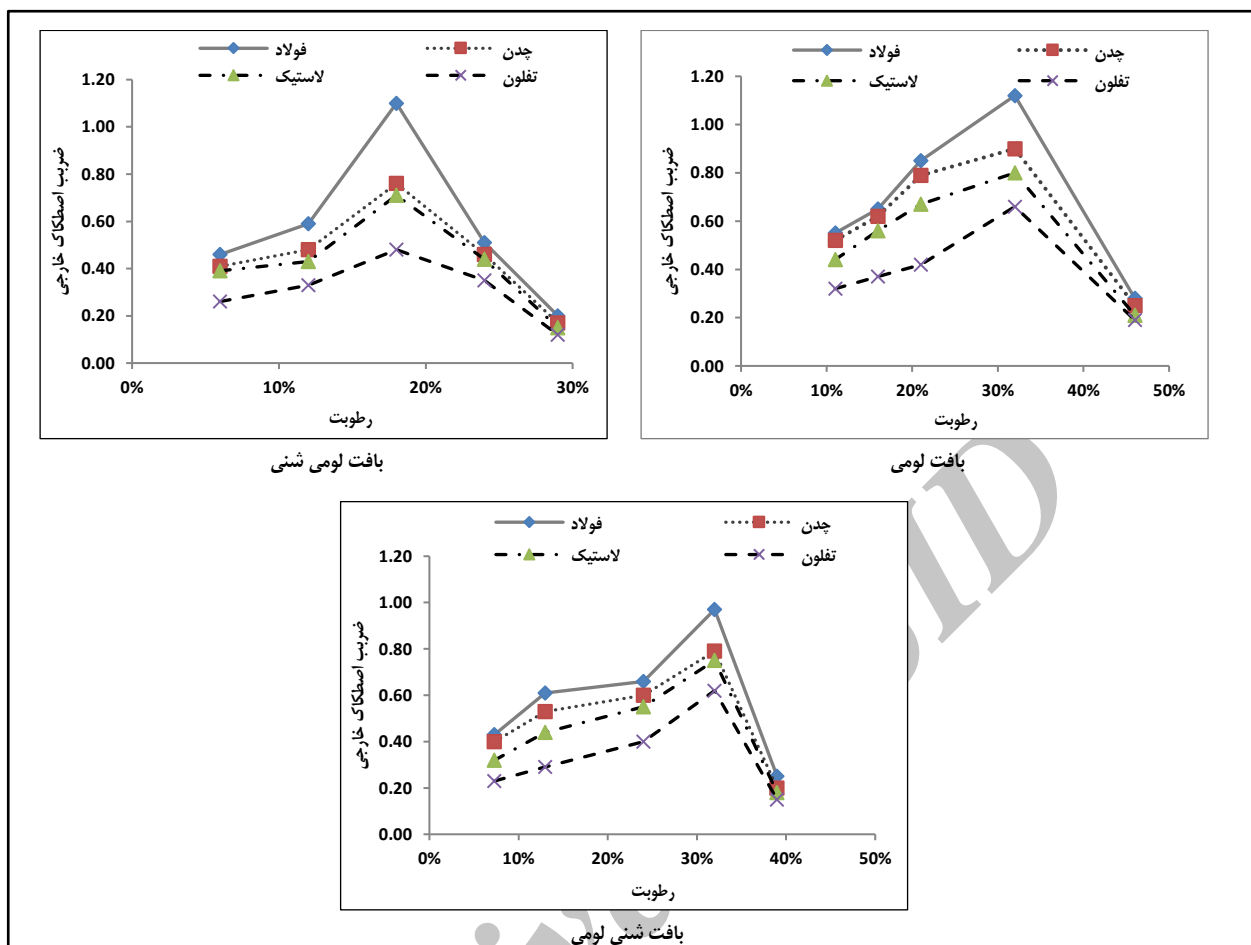 فولاد
چدن
لاستیک
تفلون
1.20
1.00
0.80
0.60
0.40
0.20
0.00
ضریب اصطکاک خارجی
0% 10% 20% 30%
رطوبت
بافت لومی شنی
فولاد
چدن
لاستیک
تفلون
1.20
1.00
0.80
0.60
0.40
0.20
0.00
ضریب اصطکاک خارجی
0% 10% 20% 30% 40% 50%
رطوبت
بافت لومی
فولاد
چدن
لاستیک
تفلون
1.20
1.00
0.80
0.60
0.40
0.20
0.00
ضریب اصطکاک خارجی
0% 10% 20% 30% 40% 50%
رطوبت
بافت شنی لومی